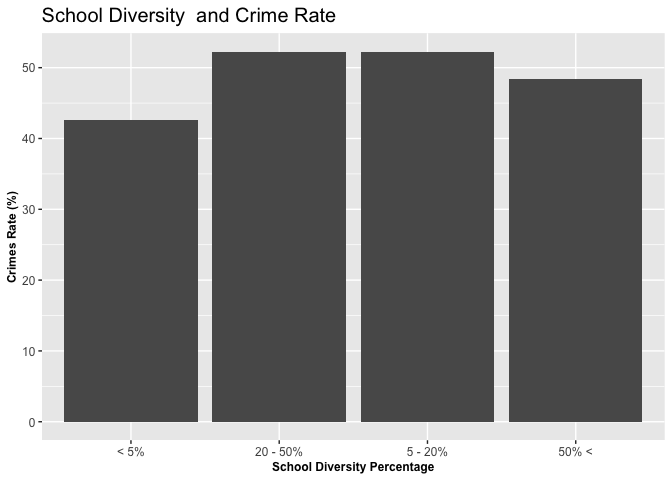 School Diversity  and Crime Rate
Crimes Rate (%)
50
40
30
20
10
0
< 5%
20 - 50%
5 - 20%
50% <
School Diversity Percentage